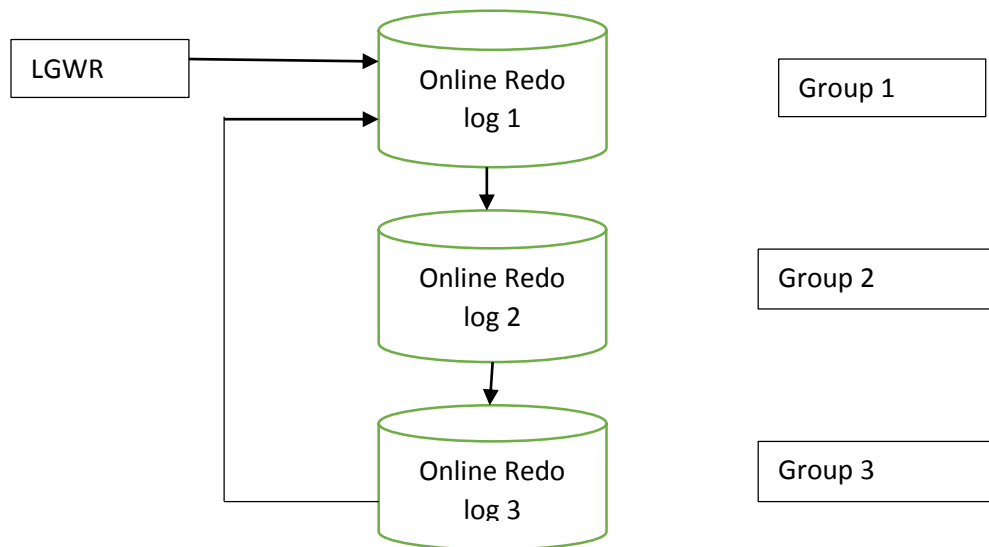 LGWR
Online Redo
log 1
Group 1
Online Redo
log 2
Group 2
Online Redo
log 3
Group 3